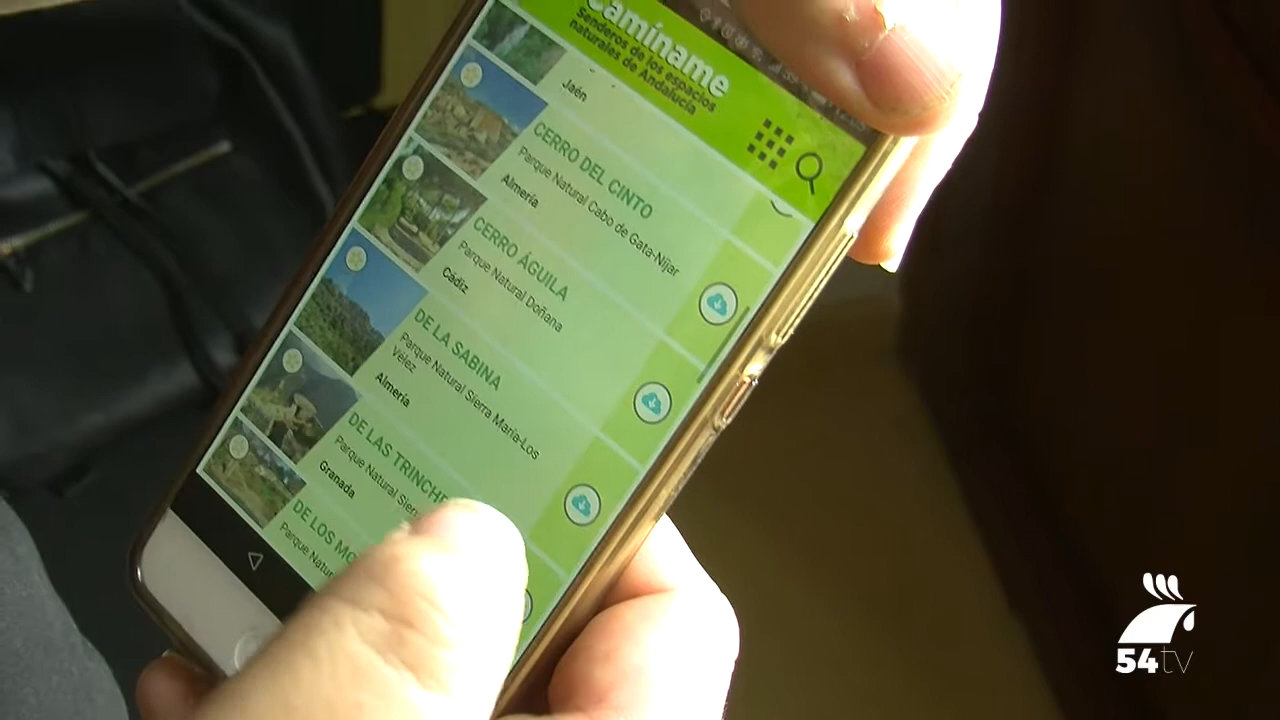 Camíname
Senderos de los espacios
naturales de Andalucía
Jaén
CERRO DEL CINTO
Parque Natural Cabo de Gata-Níjar
Almería
CERRO ÁGUILA
Parque Natural Doñana
Cádiz
DE LA SABINA
Parque Natural Sierra María-Los
Vélez
Almería
DE LAS TRINCHE
Parque Natural Sier
Granada
DE LOS MO
Parque Natur
54tv